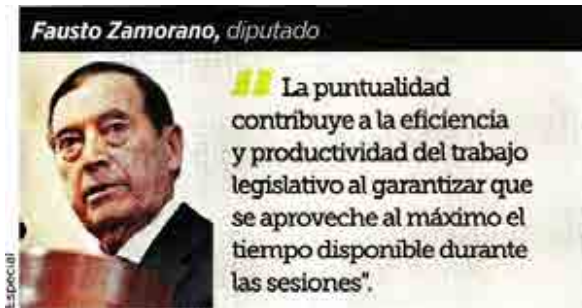 Fausto Zamorano, diputado
" La puntualidad
contribuye a la eficiencia
y productividad del trabajo
legislativo al garantizar que
se aproveche al máximo el
tiempo disponible durante
las sesiones”.
Especial